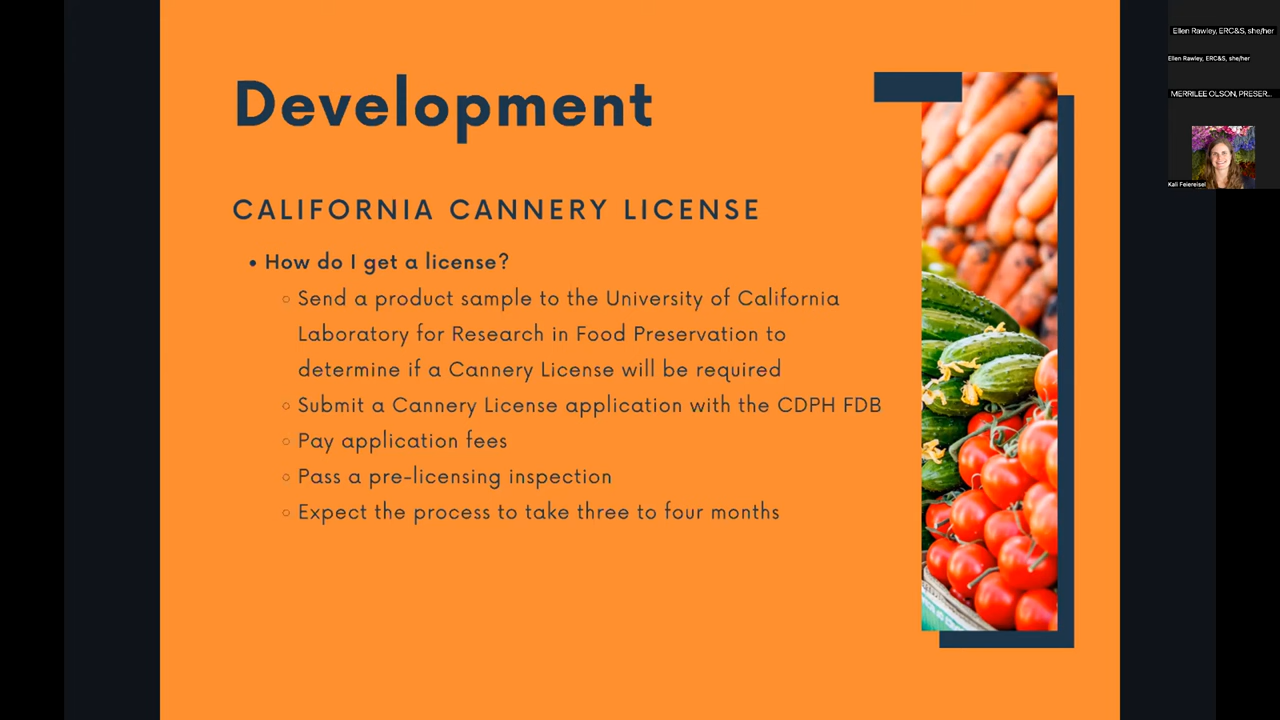 Development
CALIFORNIA CANNERY LICENSE
• How do I get a license?
○ Send a product sample to the University of California
Laboratory for Research in Food Preservation to
determine if a Cannery License will be required
○ Submit a Cannery License application with the CDPH FDB
○ Pay application fees
○ Pass a pre-licensing inspection
○ Expect the process to take three to four months
Ellen Rawley, ERC&S, she/her
Ellen Rawley, ERC&S, she/her
MERRILEE OLSON, PRESER...
Kali Feiereisel